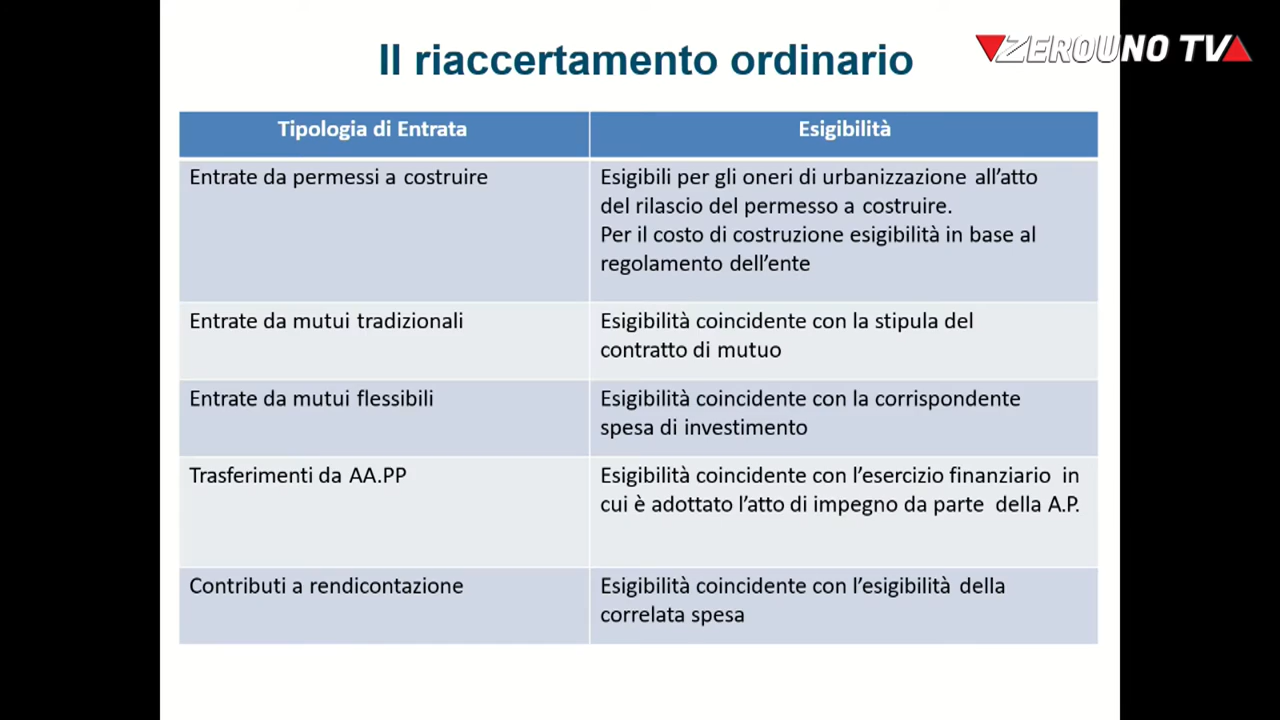 Il riaccertamento ordinario
ZEROUNO TV
Tipologia di Entrata
Esigibilità
Entrate da permessi a costruire
Esigibili per gli oneri di urbanizzazione all’atto
del rilascio del permesso a costruire.
Per il costo di costruzione esigibilità in base al
regolamento dell’ente
Entrate da mutui tradizionali
Esigibilità coincidente con la stipula del
contratto di mutuo
Entrate da mutui flessibili
Esigibilità coincidente con la corrispondente
spesa di investimento
Trasferimenti da AA.PP
Esigibilità coincidente con l’esercizio finanziario in
cui è adottato l’atto di impegno da parte della A.P.
Contributi a rendicontazione
Esigibilità coincidente con l’esigibilità della
correlata spesa